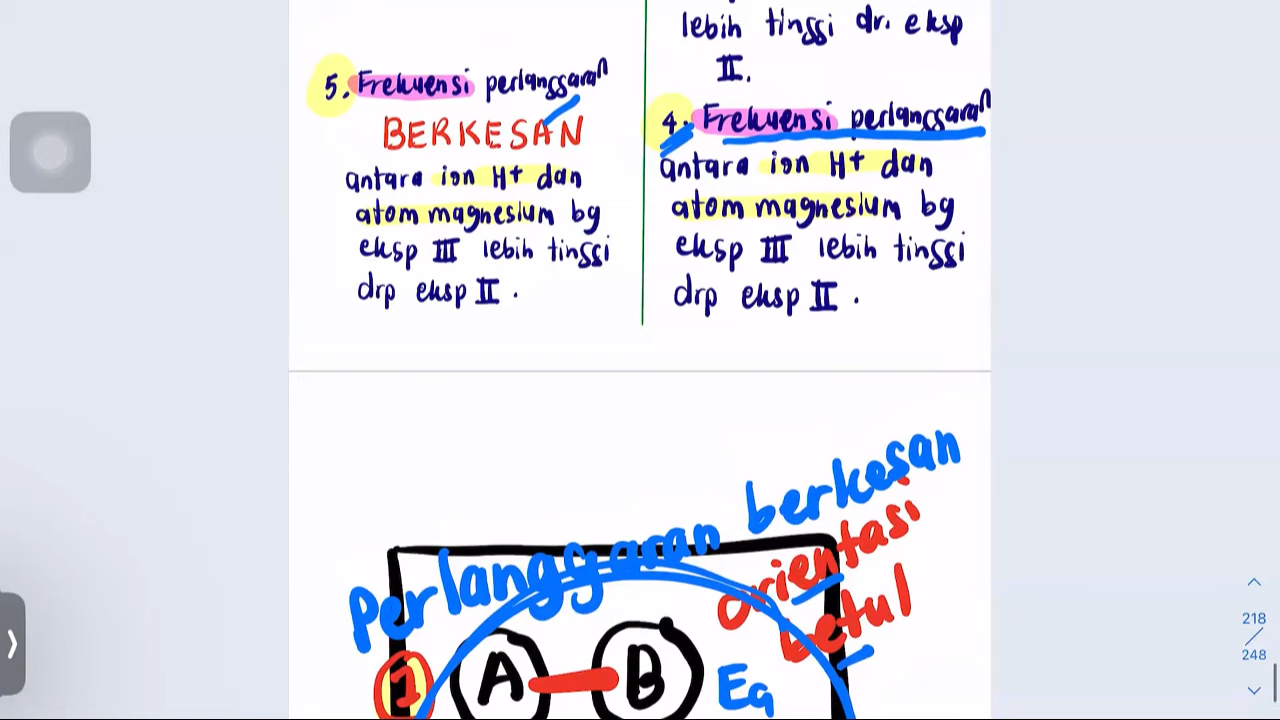 5. Frekuensi perlanggaran
BERKESAN
antara ion H+ dan
atom magnesium bg
eksp III lebih tinggi
drp eksp II.
lebih tinggi dr. eksp
II.
4. Frekuensi perlanggaran
antara ion H+ dan
atom magnesium bg
eksp III lebih tinggi
drp eksp II.
Perlanggaran berkesan
orientasi
betul
1 A B Ea
218
248